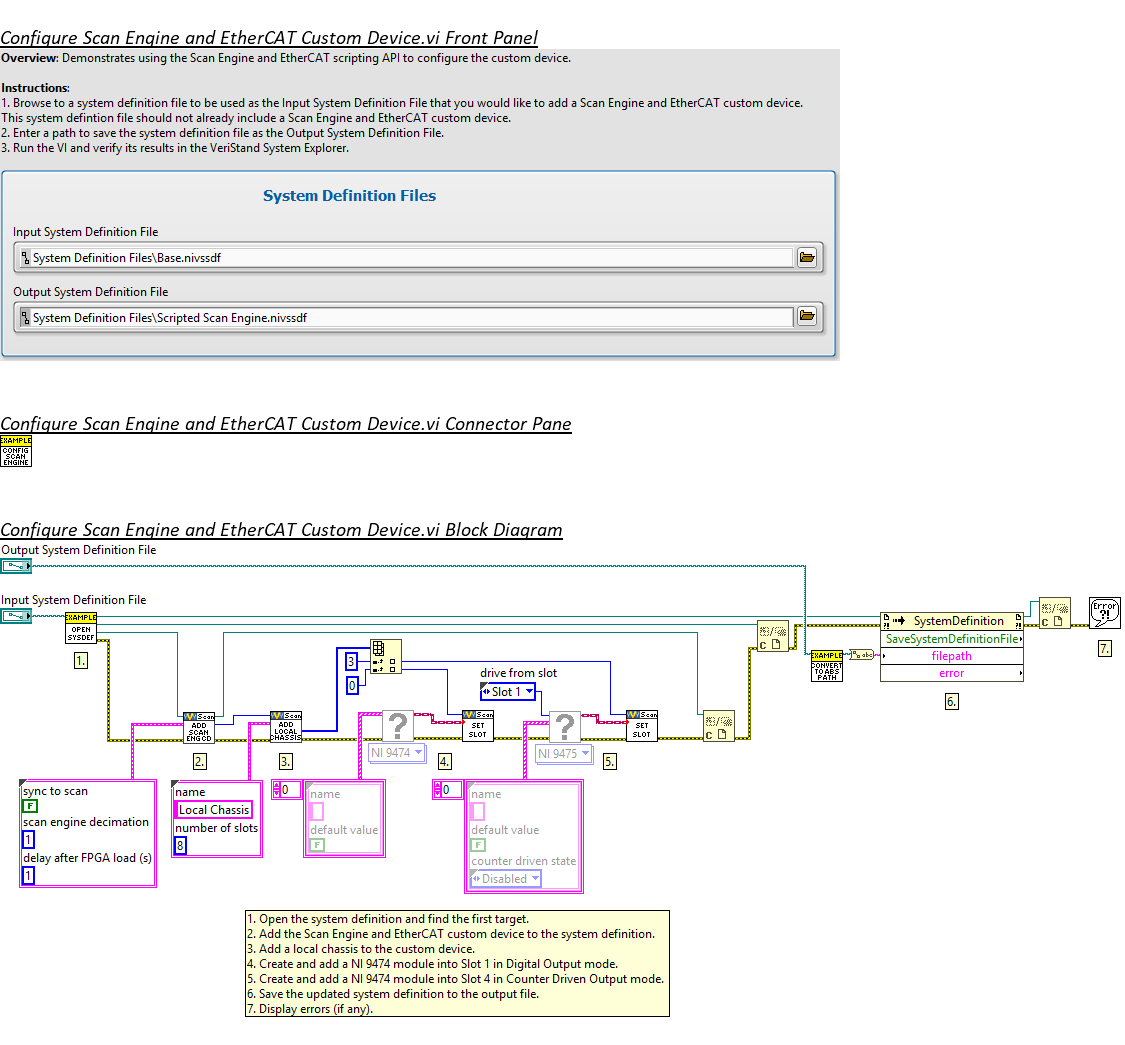 Configure Scan Engine and EtherCAT Custom Device.vi Front Panel
Overview: Demonstrates using the Scan Engine and EtherCAT scripting API to configure the custom device.
Instructions:
1. Browse to a system definition file to be used as the Input System Definition File that you would like to add a Scan Engine and EtherCAT custom device.
This system defintion file should not already include a Scan Engine and EtherCAT custom device.
2. Enter a path to save the system definition file as the Output System Definition File.
3. Run the VI and verify its results in the VeriStand System Explorer.
System Definition Files
Input System Definition File
System Definition Files\Base.nivssdf
Output System Definition File
System Definition Files\Scripted Scan Engine.nivssdf
Configure Scan Engine and EtherCAT Custom Device.vi Connector Pane
EXAMPLE
CONFIG
SCAN
ENGINE
Configure Scan Engine and EtherCAT Custom Device.vi Block Diagram
Output System Definition File
Input System Definition File
EXAMPLE
OPEN
SYSDEF
1.
Scan
ADD
SCAN
ENG CD
2.
Scan
ADD
LOCAL
CHASSIS
3.
3
0
drive from slot
Slot 1
?
NI 9474
Scan
SET
SLOT
4.
?
NI 9475
Scan
SET
SLOT
5.
EXAMPLE
CONVERT
TO ABS
PATH
abc
SystemDefinition
SaveSystemDefinitionFile
filepath
error
6.
Error
?!
7.
sync to scan
F
scan engine decimation
1
delay after FPGA load (s)
1
name
Local Chassis
number of slots
8
0
name
default value
F
0
name
default value
F
counter driven state
Disabled
1. Open the system definition and find the first target.
2. Add the Scan Engine and EtherCAT custom device to the system definition.
3. Add a local chassis to the custom device.
4. Create and add a NI 9474 module into Slot 1 in Digital Output mode.
5. Create and add a NI 9474 module into Slot 4 in Counter Driven Output mode.
6. Save the updated system definition to the output file.
7. Display errors (if any).